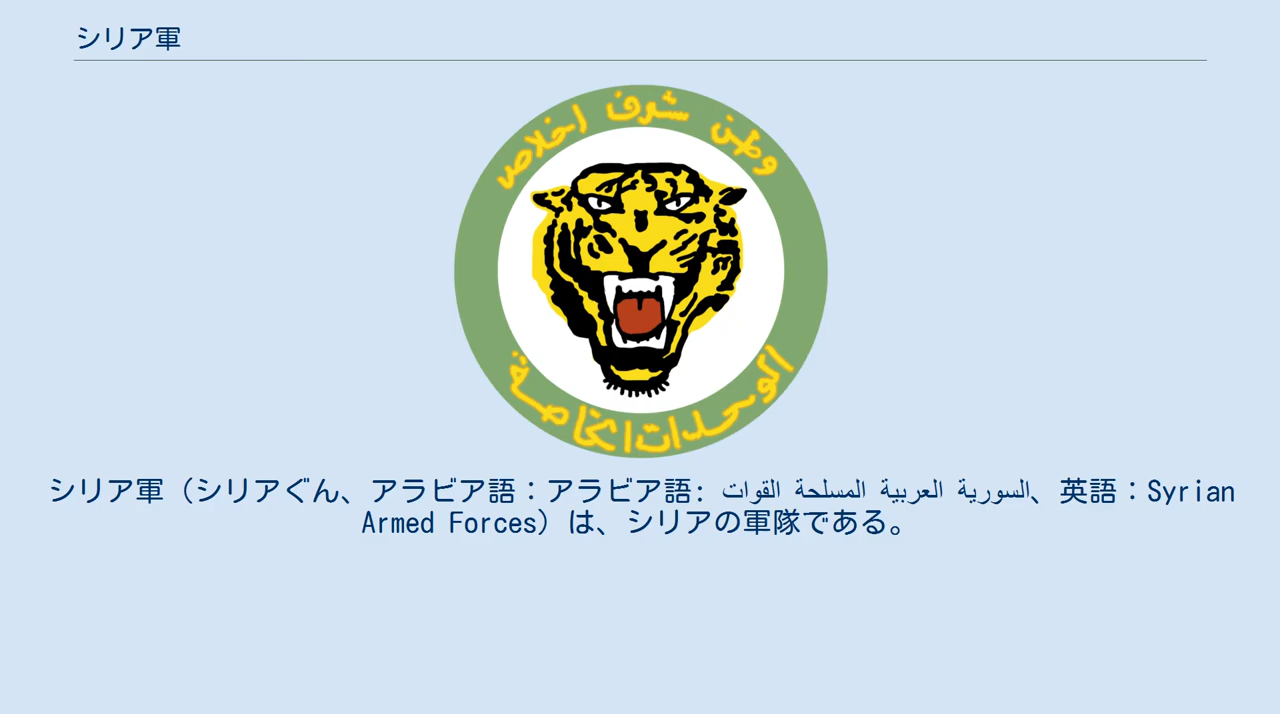 シリア軍
وطن شرف اخلاص
الوحدات الخاصة
シリア軍（シリアぐん、アラビア語：アラビア語: السورية العربية المسلحة القوات、英語：Syrian
Armed Forces）は、シリアの軍隊である。